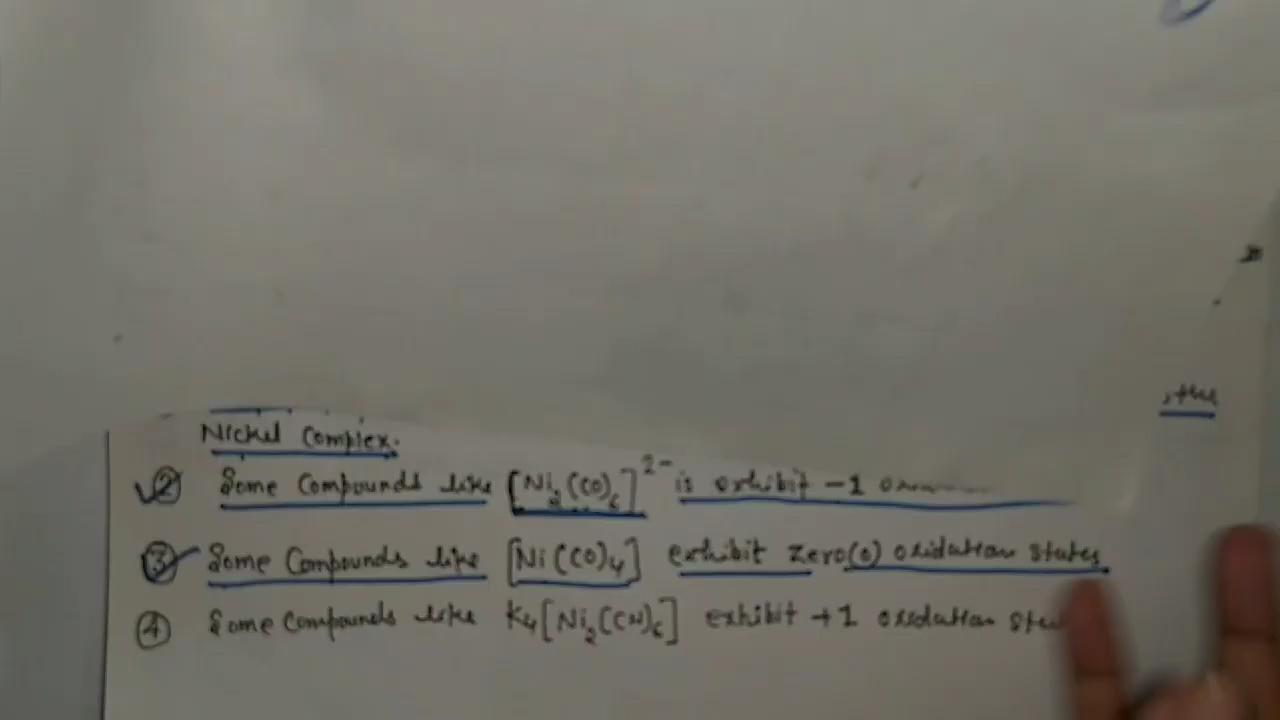 Nickel Complex.
② Some Compounds like [Ni₂(CO)₆]²⁻ is exhibit -1
③ Some Compounds like [Ni(CO)₄] exhibit zero(0) oxidation states
④ Some Compounds like K₄[Ni₂(CN)₆] exhibit +1 oxidation